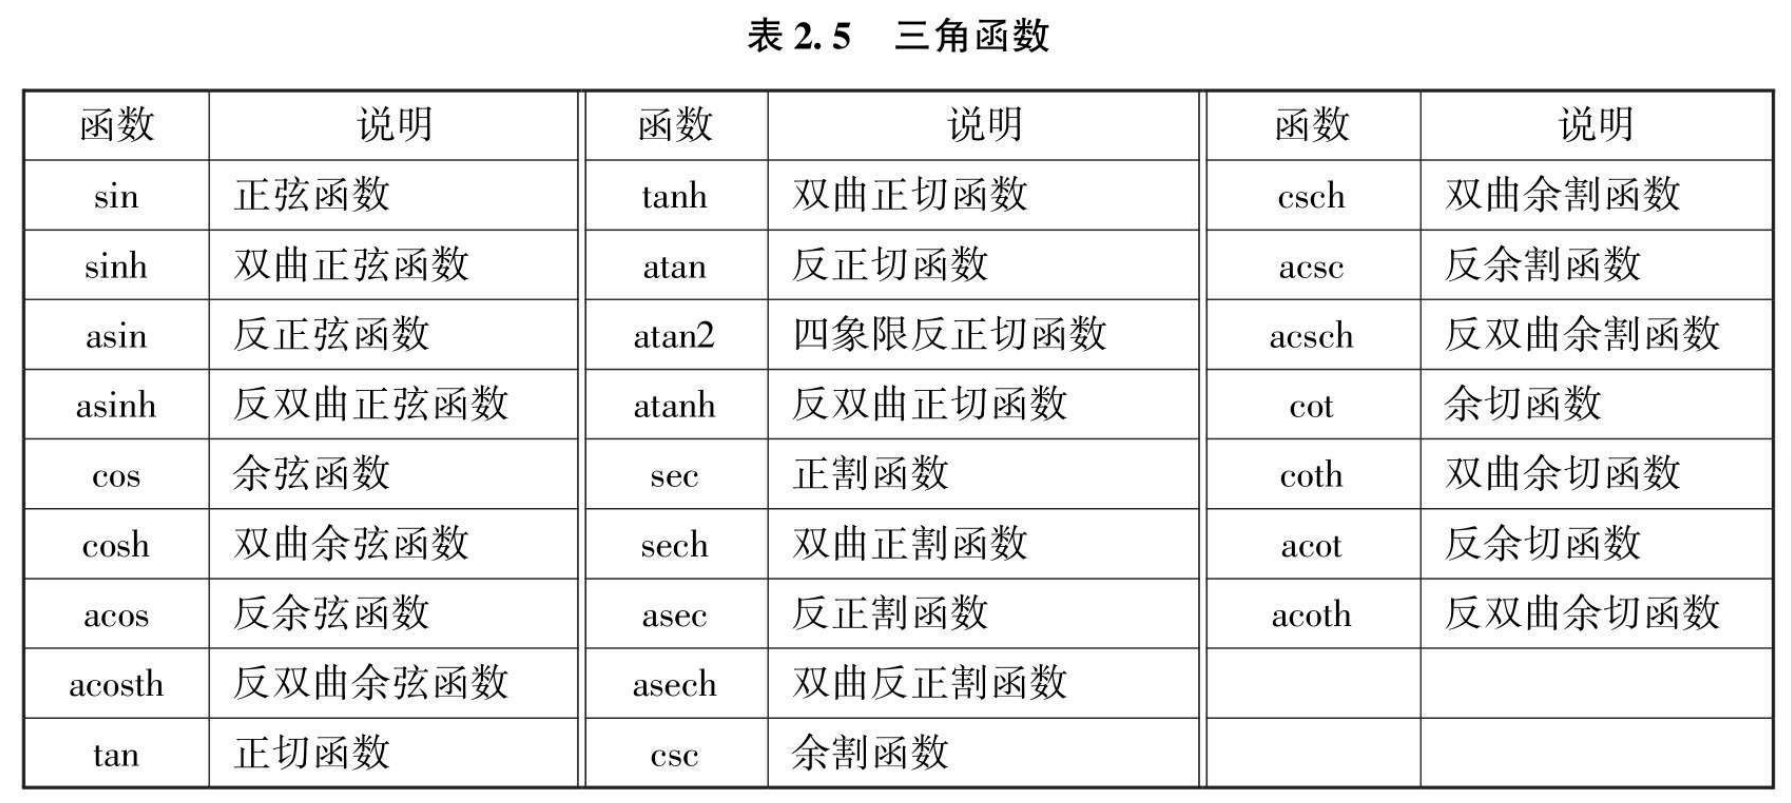 表 2. 5 三角函数
函数 说明 函数 说明 函数 说明
sin 正弦函数 tanh 双曲正切函数 csch 双曲余割函数
sinh 双曲正弦函数 atan 反正切函数 acsc 反余割函数
asin 反正弦函数 atan2 四象限反正切函数 acsch 反双曲余割函数
asinh 反双曲正弦函数 atanh 反双曲正切函数 cot 余切函数
cos 余弦函数 sec 正割函数 coth 双曲余切函数
cosh 双曲余弦函数 sech 双曲正割函数 acot 反余切函数
acos 反余弦函数 asec 反正割函数 acoth 反双曲余切函数
acosth 反双曲余弦函数 asech 双曲反正割函数
tan 正切函数 csc 余割函数